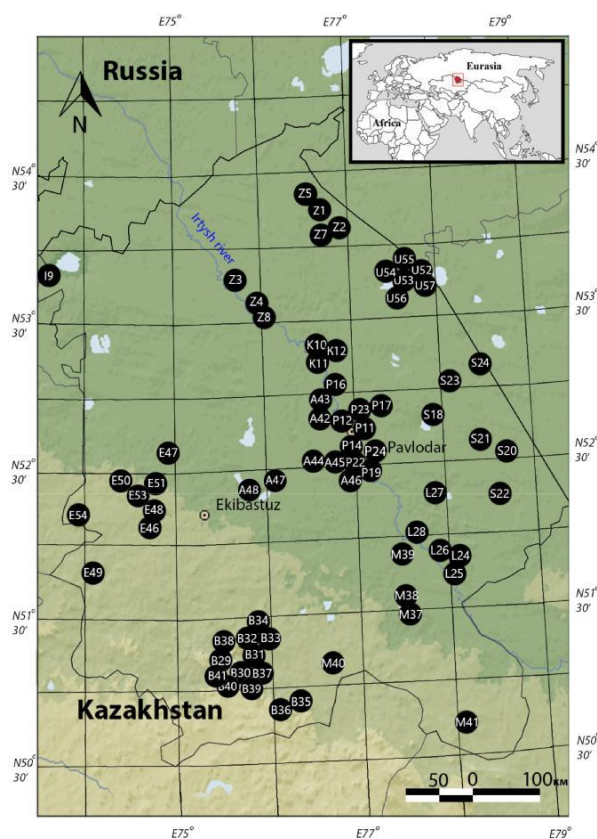 E75° E77° E79°
Russia
Eurasia
Africa
N
N54° 30'
N54° 30'
Irtysh river
Z5
Z1
Z2
Z7
U55
U54 U52
U53
U57
U56
I9
Z3
Z4
Z8
N53° 30'
N53° 30'
K10
K12
K11
S24
P16
S23
A43
P23 P17
S18
A42
P12
P11
S21
P14
P24 Pavlodar
S20
E47
N52° 30'
N52° 30'
A44 A45 P22
P19
A46
A47
A48
E50
E51
E53
E48
E46
E54
Ekibastuz
L27
S22
L28
M39
L26
L24
L25
E49
M38
M37
N51° 30'
N51° 30'
B34
B32 B33
B38
B31
B29
B30 B37
B41
B40 B39
M40
B35
B36
Kazakhstan
M41
N50° 30'
N50° 30'
50 0 100км
E75° E77° E79°